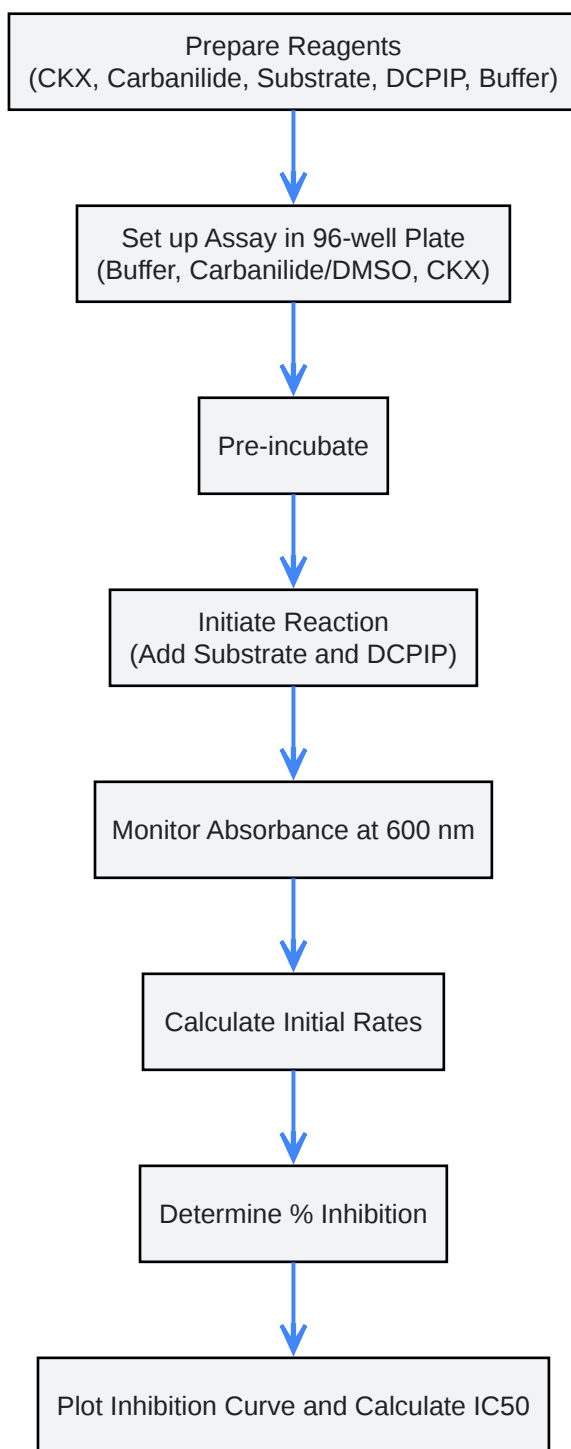 Prepare Reagents
(CKX, Carbanilide, Substrate, DCPIP, Buffer)
Set up Assay in 96-well Plate
(Buffer, Carbanilide/DMSO, CKX)
Pre-incubate
Initiate Reaction
(Add Substrate and DCPIP)
Monitor Absorbance at 600 nm
Calculate Initial Rates
Determine % Inhibition
Plot Inhibition Curve and Calculate IC50